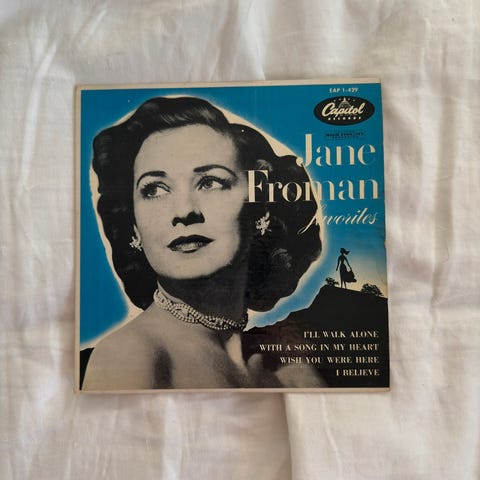 EAP 1-429
Capitol
RECORDS
Jane
Froman
favorites
I'LL WALK ALONE
WITH A SONG IN MY HEART
WISH YOU WERE HERE
I BELIEVE